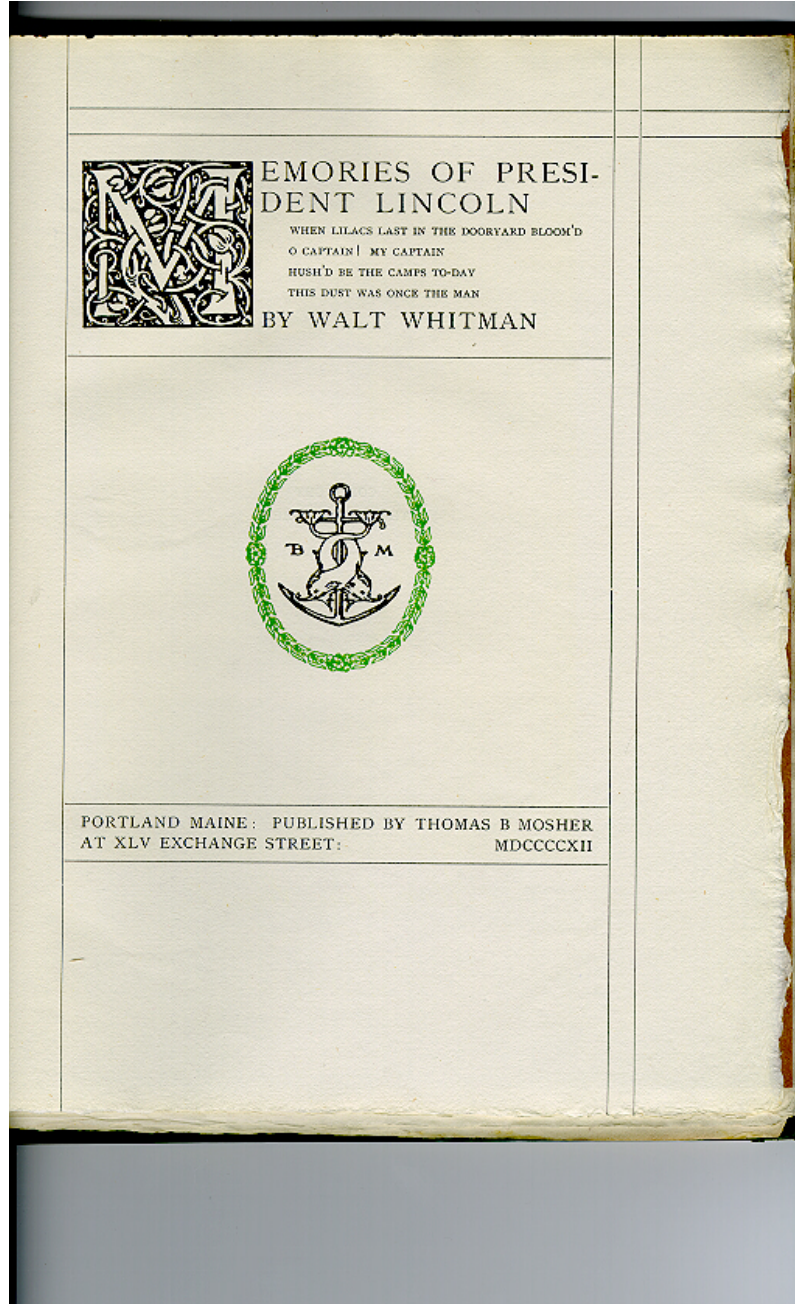 MEMORIES OF PRESI-
DENT LINCOLN
WHEN LILACS LAST IN THE DOORYARD BLOOM'D
O CAPTAIN! MY CAPTAIN
HUSH'D BE THE CAMPS TO-DAY
THIS DUST WAS ONCE THE MAN
BY WALT WHITMAN
B M
PORTLAND MAINE: PUBLISHED BY THOMAS B MOSHER
AT XLV EXCHANGE STREET: MDCCCCXII